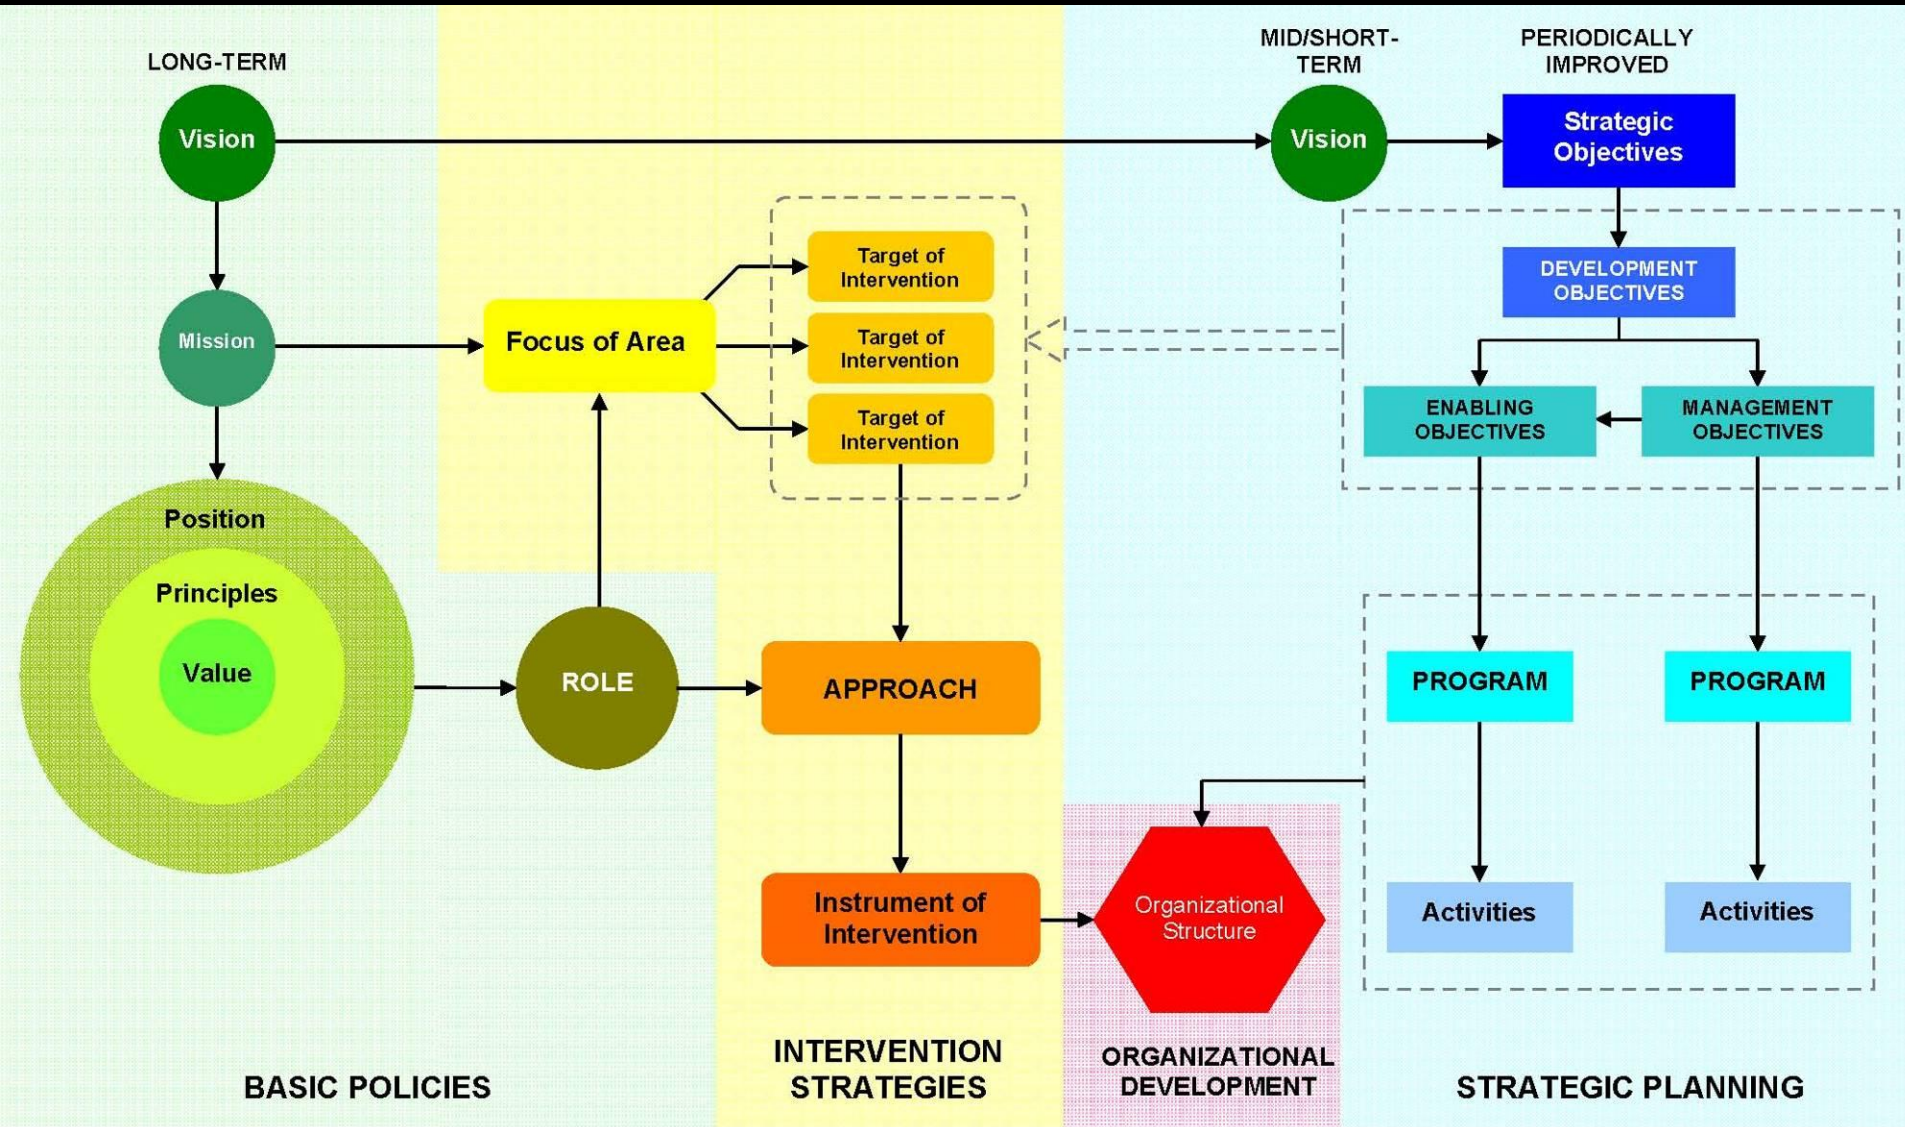 LONG-TERM
Vision
Mission
Position
Principles
Value
ROLE
Focus of Area
Target of
Intervention
Target of
Intervention
Target of
Intervention
APPROACH
Instrument of
Intervention
Organizational
Structure
MID/SHORT-
TERM
Vision
PERIODICALLY
IMPROVED
Strategic
Objectives
DEVELOPMENT
OBJECTIVES
ENABLING
OBJECTIVES
MANAGEMENT
OBJECTIVES
PROGRAM
PROGRAM
Activities
Activities
BASIC POLICIES
INTERVENTION
STRATEGIES
ORGANIZATIONAL
DEVELOPMENT
STRATEGIC PLANNING